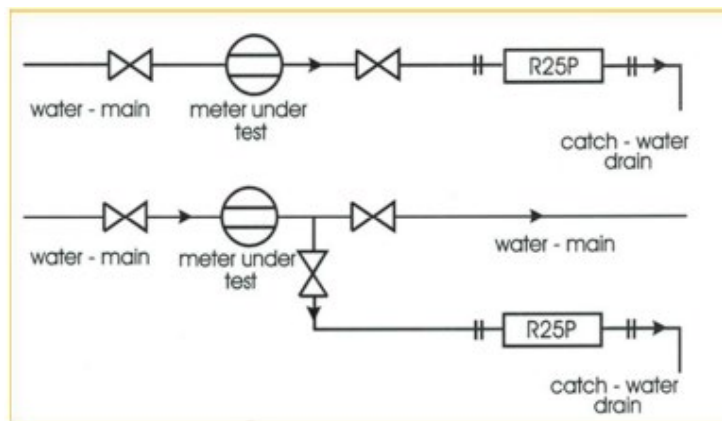 R25P
water - main
meter under
test
catch - water
drain
water - main
meter under
test
water - main
R25P
catch - water
drain